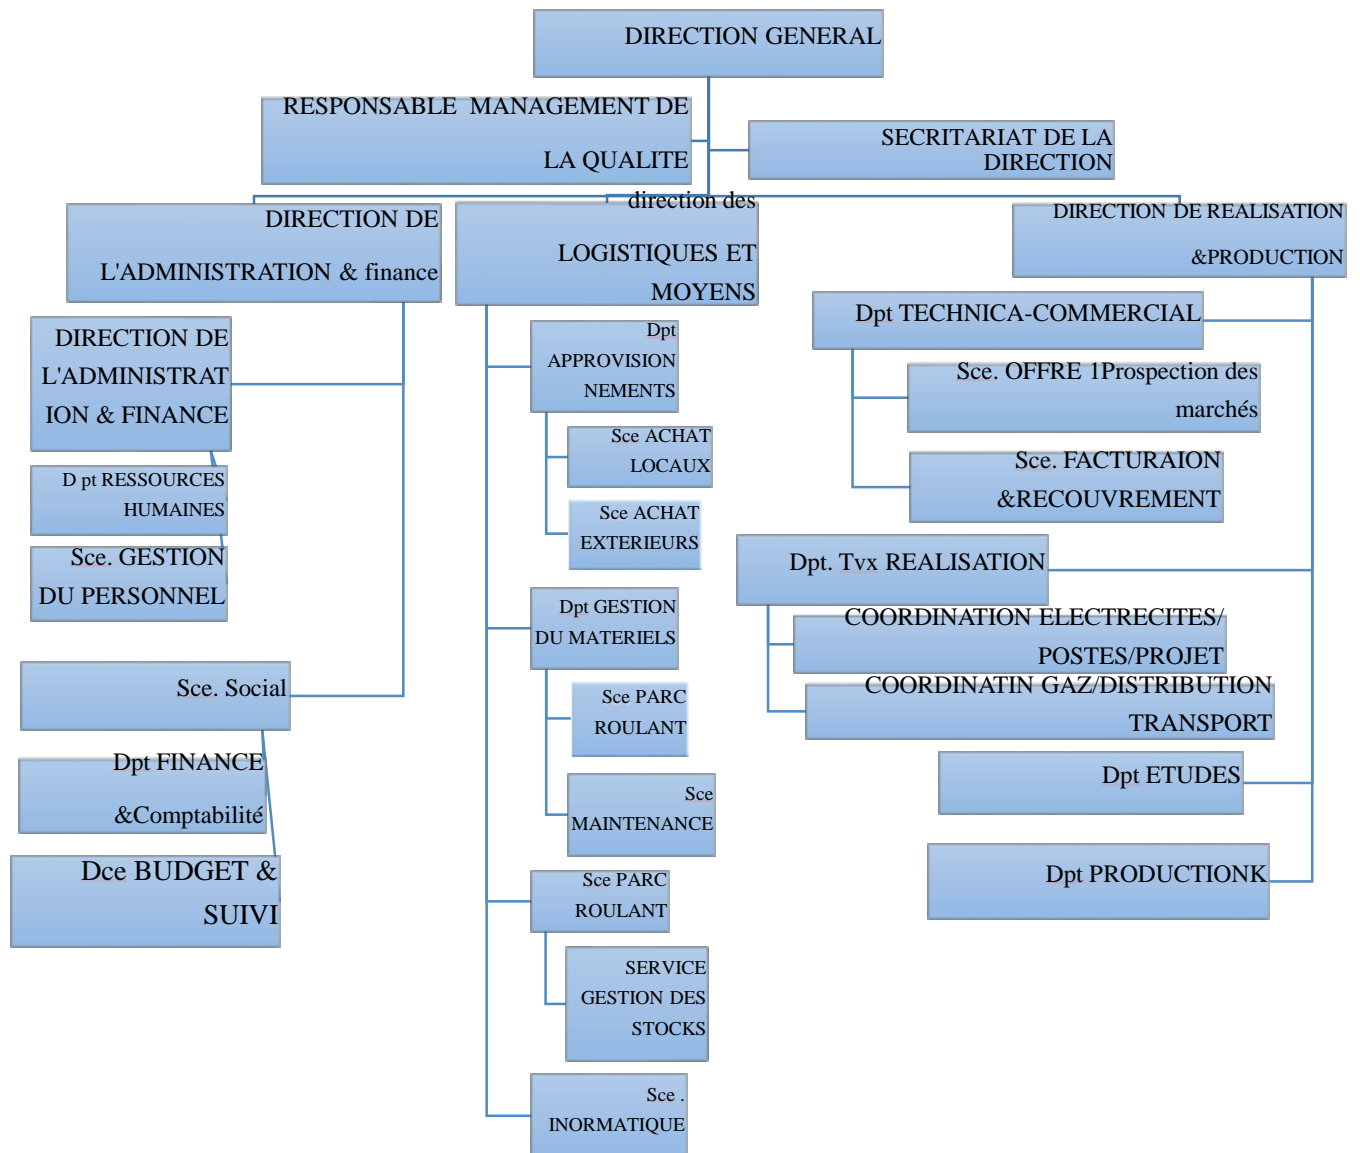 DIRECTION GENERAL
RESPONSABLE MANAGEMENT DE
LA QUALITE
SECRITARIAT DE LA
DIRECTION
DIRECTION DE
L'ADMINISTRATION & finance
DIRECTION DE
L'ADMINISTRAT
ION & FINANCE
D pt RESSOURCES
HUMAINES
Sce. GESTION
DU PERSONNEL
Sce. Social
Dpt FINANCE
&Comptabilité
Dce BUDGET &
SUIVI
direction des
LOGISTIQUES ET
MOYENS
Dpt
APPROVISION
NEMENTS
Sce ACHAT
LOCAUX
Sce ACHAT
EXTERIEURS
Dpt GESTION
DU MATERIELS
Sce PARC
ROULANT
Sce
MAINTENANCE
Sce PARC
ROULANT
SERVICE
GESTION DES
STOCKS
Sce .
INORMATIQUE
DIRECTION DE REALISATION
&PRODUCTION
Dpt TECHNICA-COMMERCIAL
Sce. OFFRE 1Prospection des
marchés
Sce. FACTURAION
&RECOUVREMENT
Dpt. Tvx REALISATION
COORDINATION ELECTRECITES/
POSTES/PROJET
COORDINATIN GAZ/DISTRIBUTION
TRANSPORT
Dpt ETUDES
Dpt PRODUCTIONK